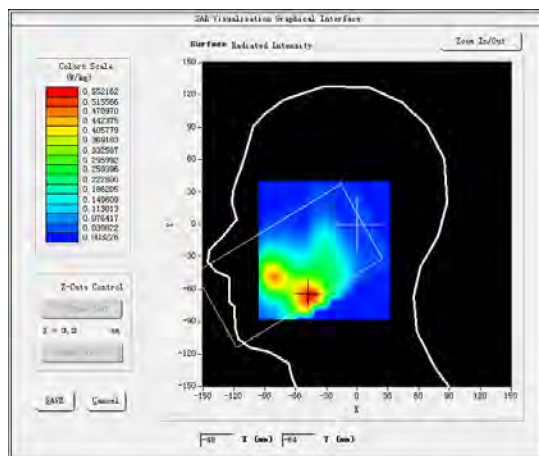 SAR Visualisation Graphical Interface
Surface Radiated Intensity
Zoom In/Out
Colors Scale
(W/kg)
0.552162
0.515566
0.478970
0.442375
0.405779
0.369183
0.332587
0.295992
0.259396
0.222800
0.186205
0.149609
0.113013
0.076417
0.039822
0.003226
150
120
90
60
30
0
-30
-60
-90
-120
-150
-150 -120 -90 -60 -30 0 30 60 90 120 150
X
Z-Cuts Control
SAVE
Cancel
-48 X (mm) -64 Y (mm)